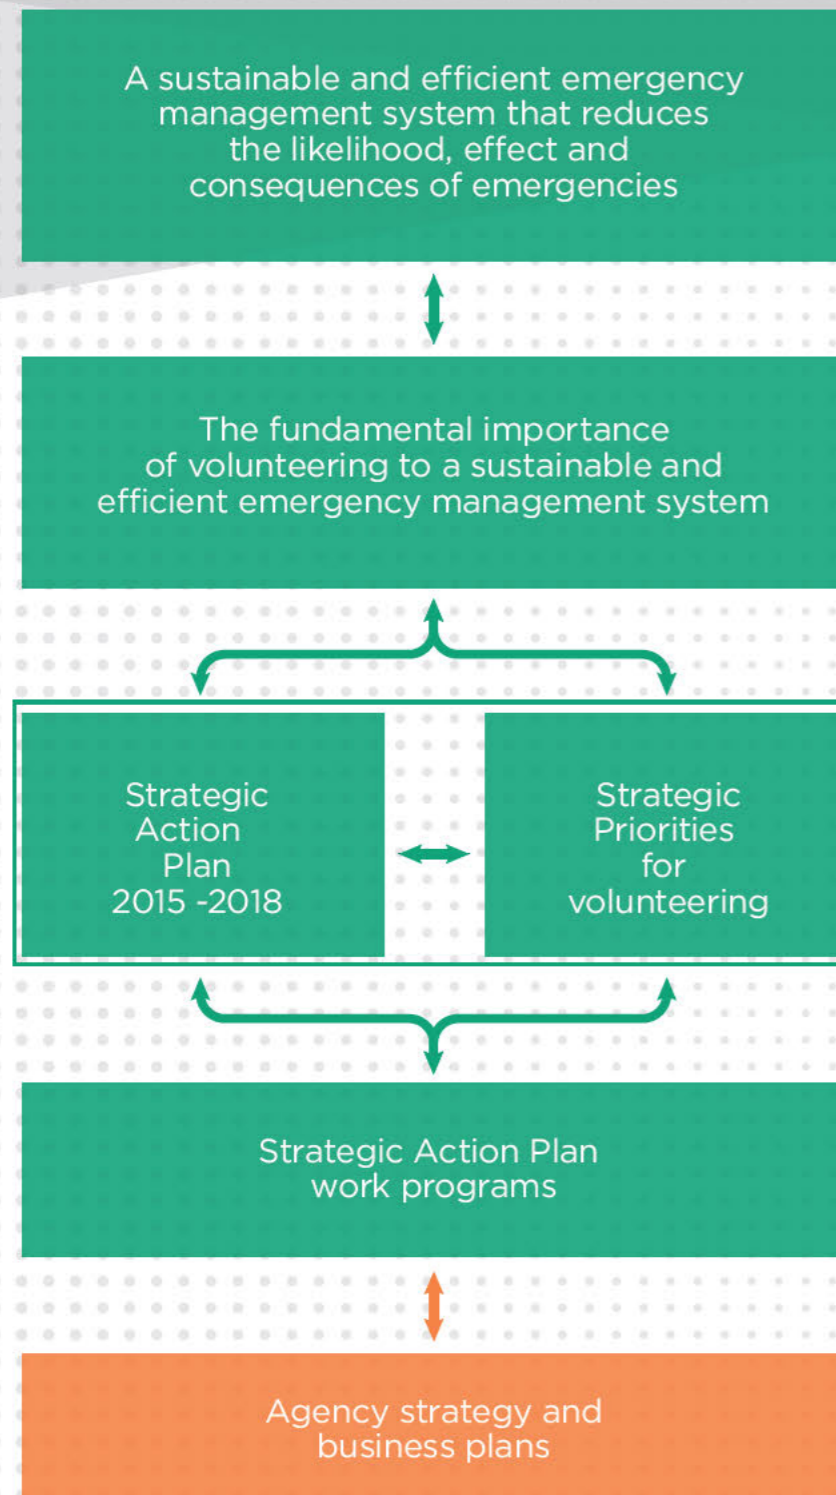 A sustainable and efficient emergency
management system that reduces
the likelihood, effect and
consequences of emergencies
The fundamental importance
of volunteering to a sustainable and
efficient emergency management system
Strategic
Action
Plan
2015 -2018
Strategic
Priorities
for
volunteering
Strategic Action Plan
work programs
Agency strategy and
business plans